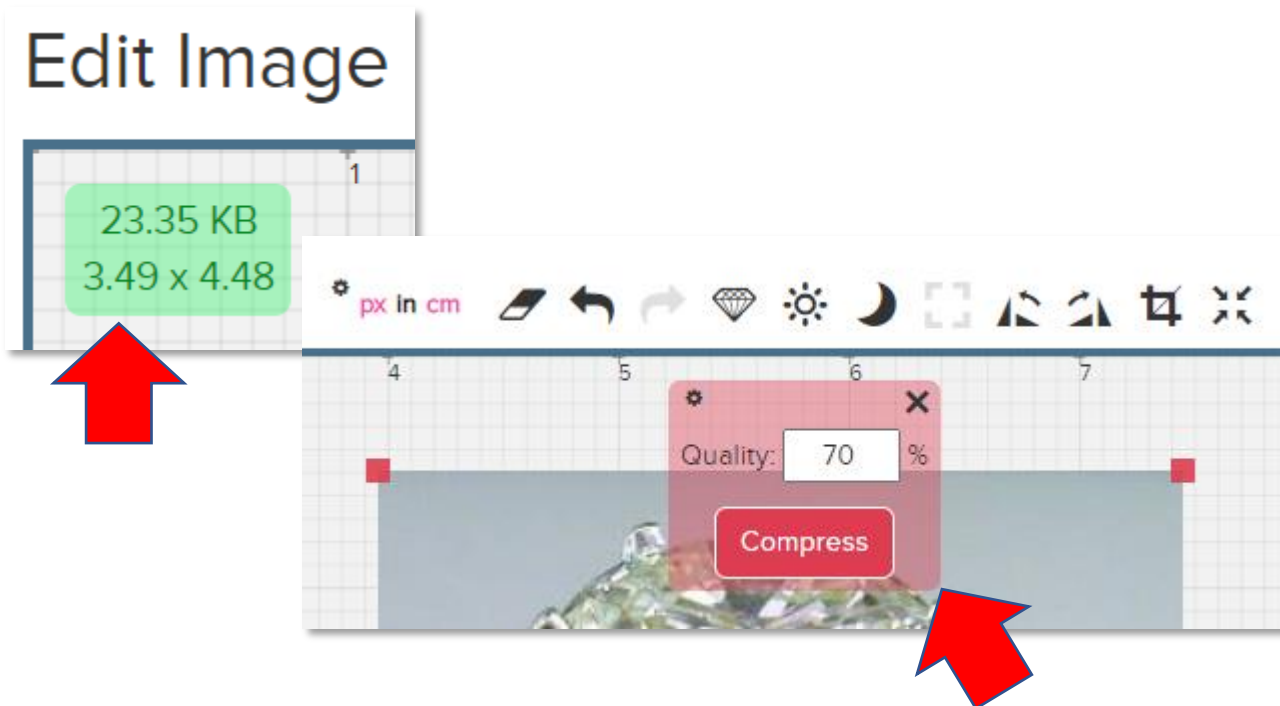 Edit Image
1
23.35 KB
3.49 x 4.48
px in cm
4 5 6 7
Quality: 70 %
Compress